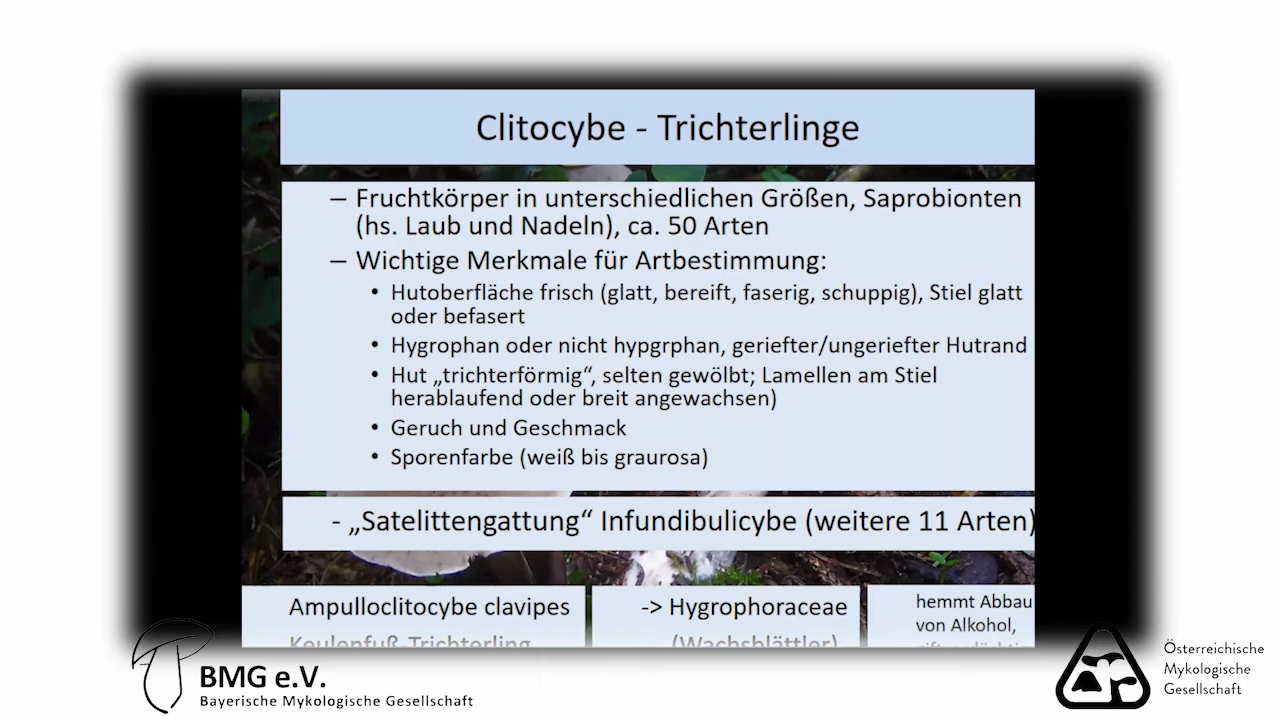 Clitocybe - Trichterlinge
– Fruchtkörper in unterschiedlichen Größen, Saprobionten
(hs. Laub und Nadeln), ca. 50 Arten
– Wichtige Merkmale für Artbestimmung:
• Hutoberfläche frisch (glatt, bereift, faserig, schuppig), Stiel glatt
oder befasert
• Hygrophan oder nicht hypgrphan, geriefter/ungeriefter Hutrand
• Hut „trichterförmig“, selten gewölbt; Lamellen am Stiel
herablaufend oder breit angewachsen)
• Geruch und Geschmack
• Sporenfarbe (weiß bis graurosa)
- „Satelittengattung“ Infundibulicybe (weitere 11 Arten)
Ampulloclitocybe clavipes
Keulenfuß-Trichterling
-> Hygrophoraceae
(Wachsblättler)
hemmt Abbau
von Alkohol,
BMG e.V.
Bayerische Mykologische Gesellschaft
Österreichische
Mykologische
Gesellschaft